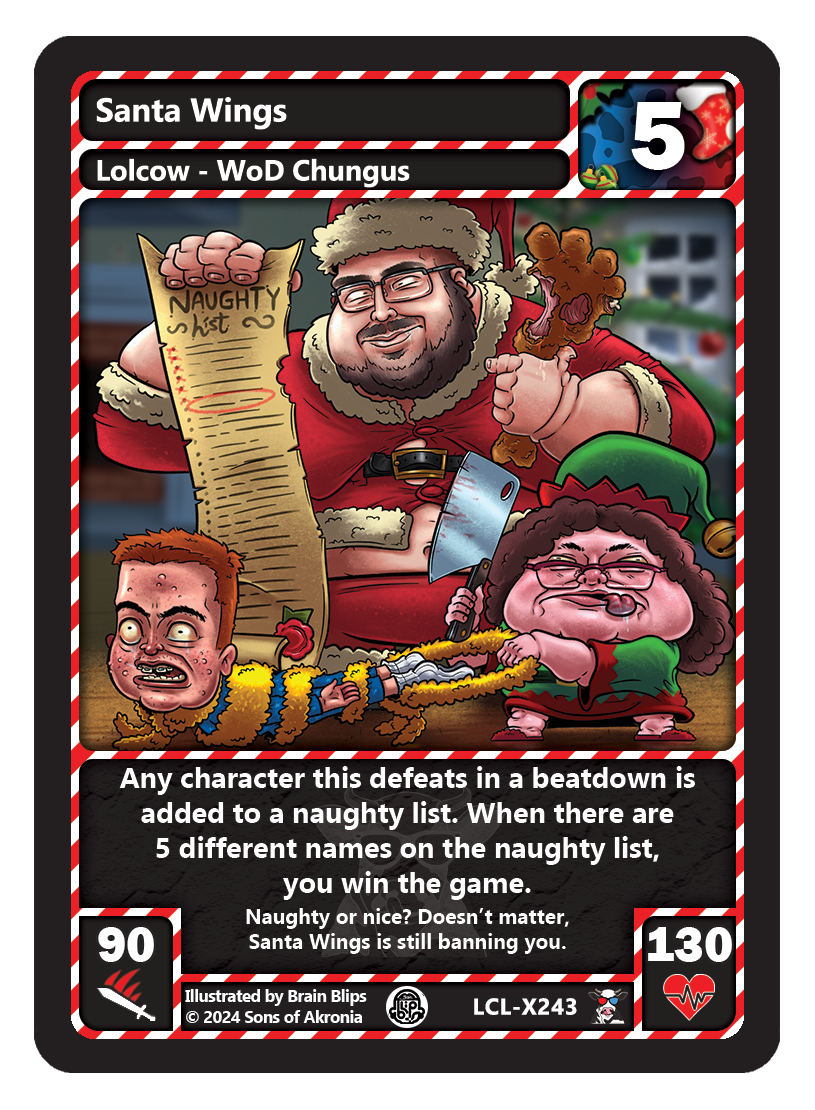 Santa Wings
5
Lolcow - WoD Chungus
NAUGHTY
list
Any character this defeats in a beatdown is
added to a naughty list. When there are
5 different names on the naughty list,
you win the game.
Naughty or nice? Doesn’t matter,
Santa Wings is still banning you.
90
130
Illustrated by Brain Blips
© 2024 Sons of Akronia
LCL-X243